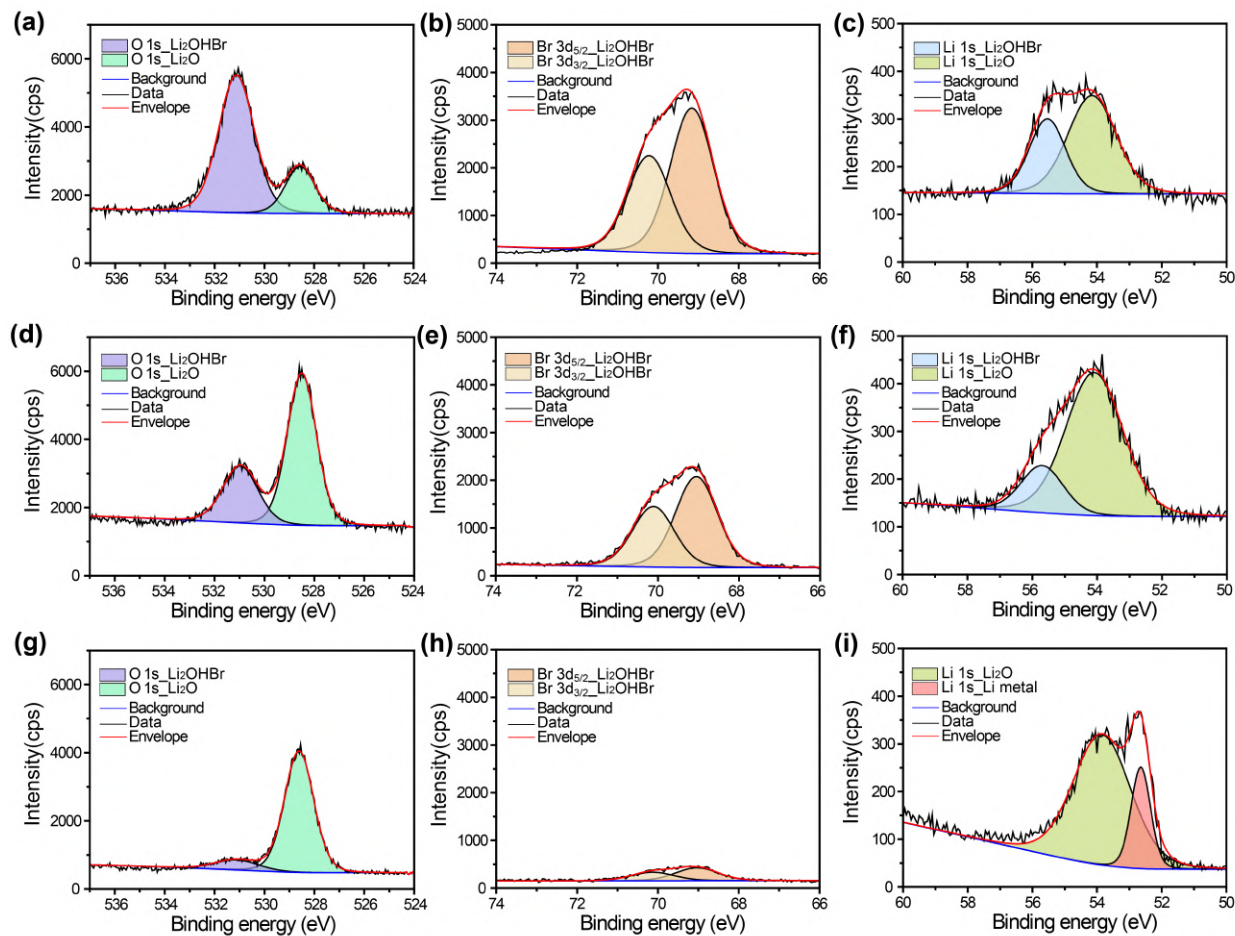 (a)
O 1s_Li₂OHBr
O 1s_Li₂O
Background
Data
Envelope
Intensity(cps)
6000
4000
2000
0
536 534 532 530 528 526 524
Binding energy (eV)
(b)
Br 3d₅/₂_Li₂OHBr
Br 3d₃/₂_Li₂OHBr
Background
Data
Envelope
Intensity(cps)
5000
4000
3000
2000
1000
0
74 72 70 68 66
Binding energy (eV)
(c)
Li 1s_Li₂OHBr
Li 1s_Li₂O
Background
Data
Envelope
Intensity(cps)
500
400
300
200
100
0
60 58 56 54 52 50
Binding energy (eV)
(d)
O 1s_Li₂OHBr
O 1s_Li₂O
Background
Data
Envelope
Intensity(cps)
6000
4000
2000
0
536 534 532 530 528 526 524
Binding energy (eV)
(e)
Br 3d₅/₂_Li₂OHBr
Br 3d₃/₂_Li₂OHBr
Background
Data
Envelope
Intensity(cps)
5000
4000
3000
2000
1000
0
74 72 70 68 66
Binding energy (eV)
(f)
Li 1s_Li₂OHBr
Li 1s_Li₂O
Background
Data
Envelope
Intensity(cps)
500
450
300
200
100
0
60 58 56 54 52 50
Binding energy (eV)
(g)
O 1s_Li₂OHBr
O 1s_Li₂O
Background
Data
Envelope
Intensity(cps)
6000
4000
2000
0
536 534 532 530 528 526 524
Binding energy (eV)
(h)
Br 3d₅/₂_Li₂OHBr
Br 3d₃/₂_Li₂OHBr
Background
Data
Envelope
Intensity(cps)
5000
4000
3000
2000
1000
0
74 72 70 68 66
Binding energy (eV)
(i)
Li 1s_Li₂O
Li 1s_Li metal
Background
Data
Envelope
Intensity(cps)
500
400
300
200
100
0
60 58 56 54 52 50
Binding energy (eV)